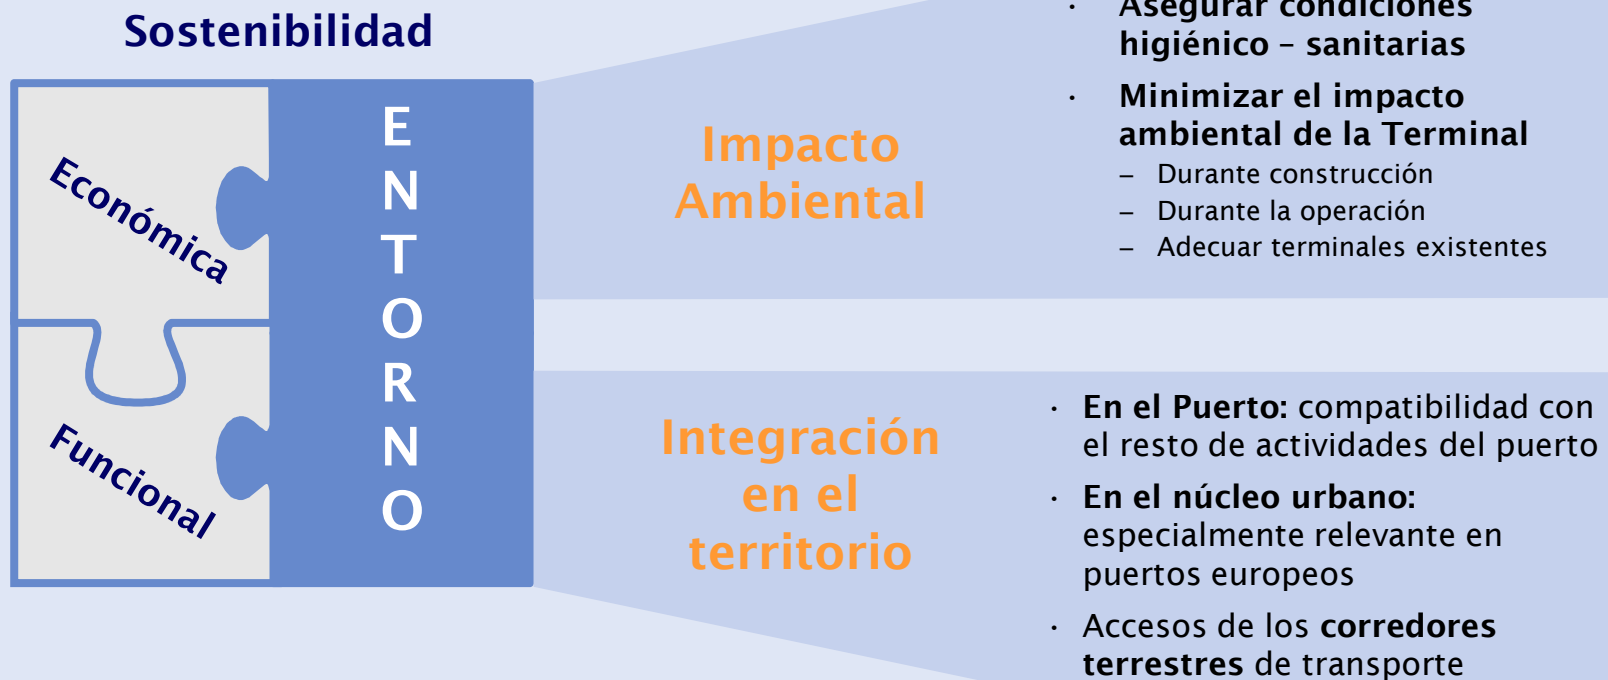 Sostenibilidad
Económica
Funcional
ENTORNO
Impacto
Ambiental
· Asegurar condiciones
higiénico – sanitarias
· Minimizar el impacto
ambiental de la Terminal
– Durante construcción
– Durante la operación
– Adecuar terminales existentes
Integración
en el
territorio
· En el Puerto: compatibilidad con
el resto de actividades del puerto
· En el núcleo urbano:
especialmente relevante en
puertos europeos
· Accesos de los corredores
terrestres de transporte